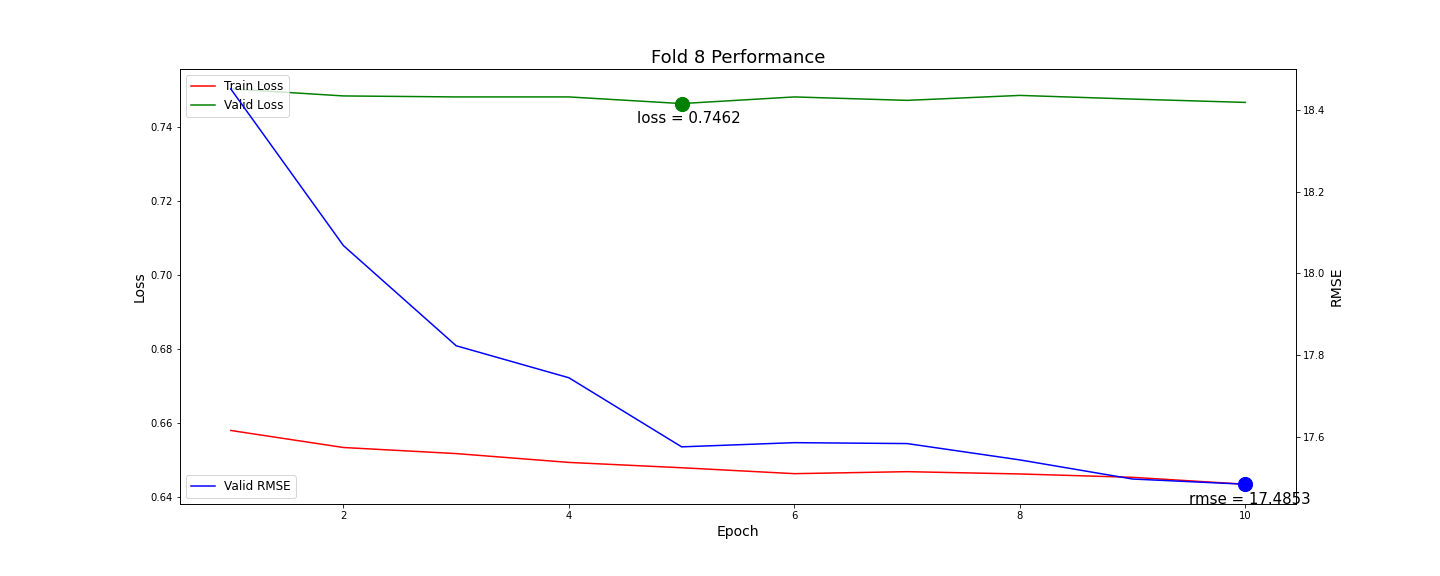 Fold 8 Performance
Train Loss
Valid Loss
loss = 0.7462
Valid RMSE
rmse = 17.4853
Loss
0.74
0.72
0.70
0.68
0.66
0.64
RMSE
18.4
18.2
18.0
17.8
17.6
2
4
6
8
10
Epoch